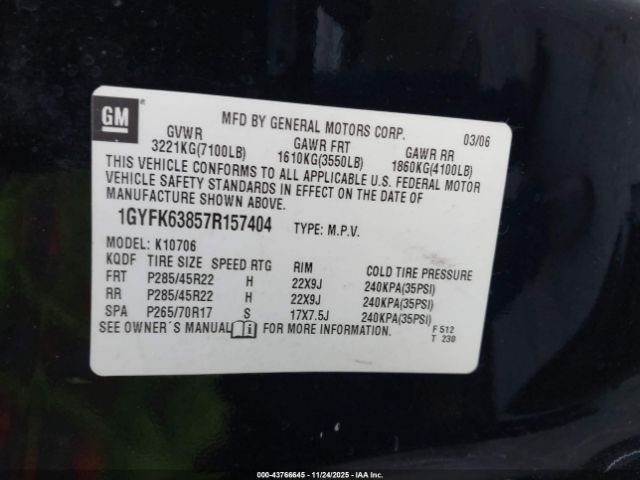 GM
MFD BY GENERAL MOTORS CORP. 03/06
GVWR GAWR FRT GAWR RR
3221KG(7100LB) 1610KG(3550LB) 1860KG(4100LB)
THIS VEHICLE CONFORMS TO ALL APPLICABLE U.S. FEDERAL MOTOR
VEHICLE SAFETY STANDARDS IN EFFECT ON THE DATE OF
MANUFACTURE SHOWN ABOVE.
1GYFK63857R157404 TYPE: M.P.V.
MODEL: K10706
KQDF TIRE SIZE SPEED RTG RIM COLD TIRE PRESSURE
FRT P285/45R22 H 22X9J 240KPA(35PSI)
RR P285/45R22 H 22X9J 240KPA(35PSI)
SPA P265/70R17 S 17X7.5J 240KPA(35PSI)
SEE OWNER´S MANUAL FOR MORE INFORMATION.
F 512
T 230
000-43766645 - 11/24/2025 - IAA Inc.